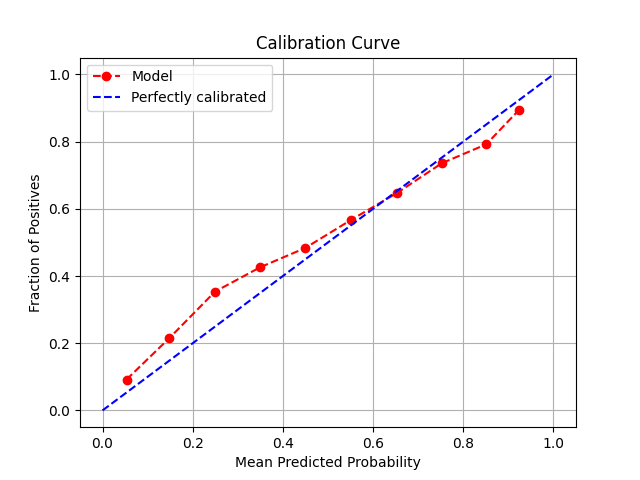 Calibration Curve
Model
Perfectly calibrated
1.0
0.8
0.6
0.4
0.2
0.0
Fraction of Positives
0.0 0.2 0.4 0.6 0.8 1.0
Mean Predicted Probability